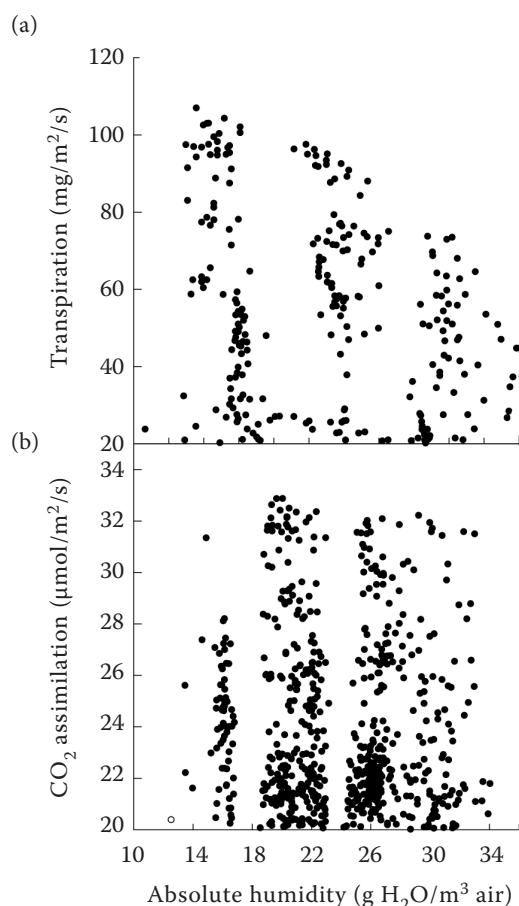 (a)
120
100
80
60
40
20
Transpiration (mg/m²/s)
(b)
34
32
30
28
26
24
22
20
CO₂ assimilation (μmol/m²/s)
10 14 18 22 26 30 34
Absolute humidity (g H₂O/m³ air)